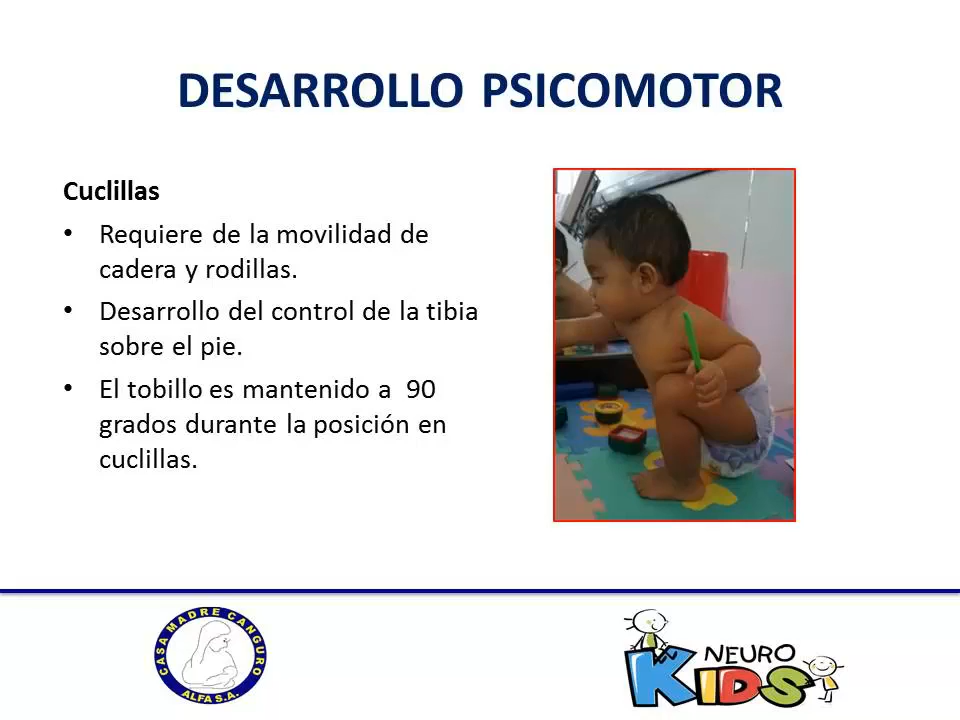 DESARROLLO PSICOMOTOR
Cuclillas
• Requiere de la movilidad de
cadera y rodillas.
• Desarrollo del control de la tibia
sobre el pie.
• El tobillo es mantenido a  90
grados durante la posición en
cuclillas.
CASA MADRE CANGURO
ALFA S.A.
NEURO
KIDS